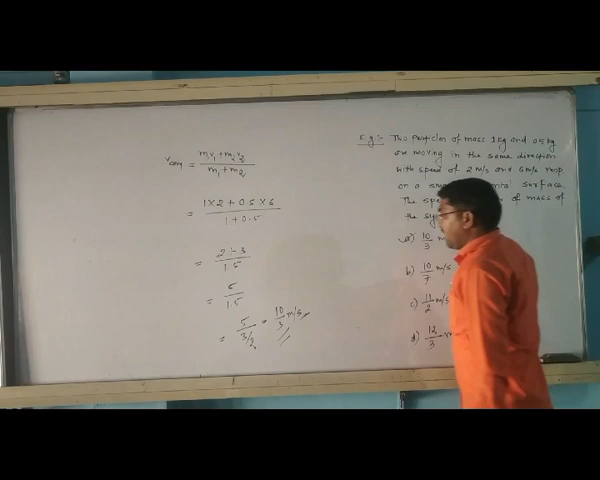 Vcm = m1v1+m2v2 / m1+m2
= 1×2+0.5×6 / 1+0.5
= 2+3 / 1.5
= 5 / 1.5
= 5 / 3/2 = 10/3 m/s
E.g:- Two particles of mass 1kg and 0.5 kg
are moving in the same direction
with speed of 2 m/s and 6m/s resp.
on a surface.
The of mass of
the
a) 10/3 m
b) 10/7 m/s
c) 11/2 m/s
d) 12/3